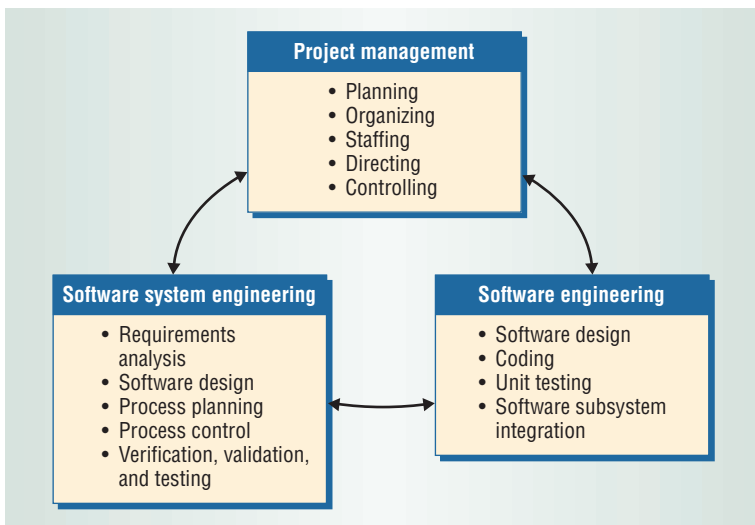 Project management
• Planning
• Organizing
• Staffing
• Directing
• Controlling
Software system engineering
• Requirements
analysis
• Software design
• Process planning
• Process control
• Verification, validation,
and testing
Software engineering
• Software design
• Coding
• Unit testing
• Software subsystem
integration